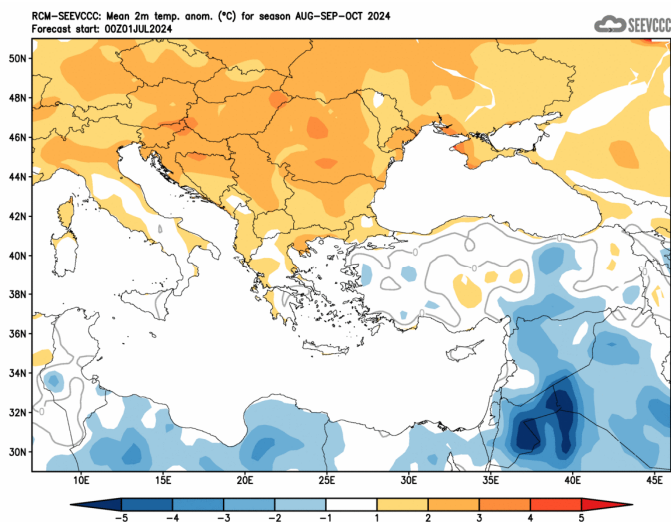 RCM-SEEVCCC: Mean 2m temp. anom. (°C) for season AUG-SEP-OCT 2024
Forecast start: 00Z01JUL2024
SEEVCCC
50N
48N
46N
44N
42N
40N
38N
36N
34N
32N
30N
10E
15E
20E
25E
30E
35E
40E
45E
-5
-4
-3
-2
-1
1
2
3
4
5